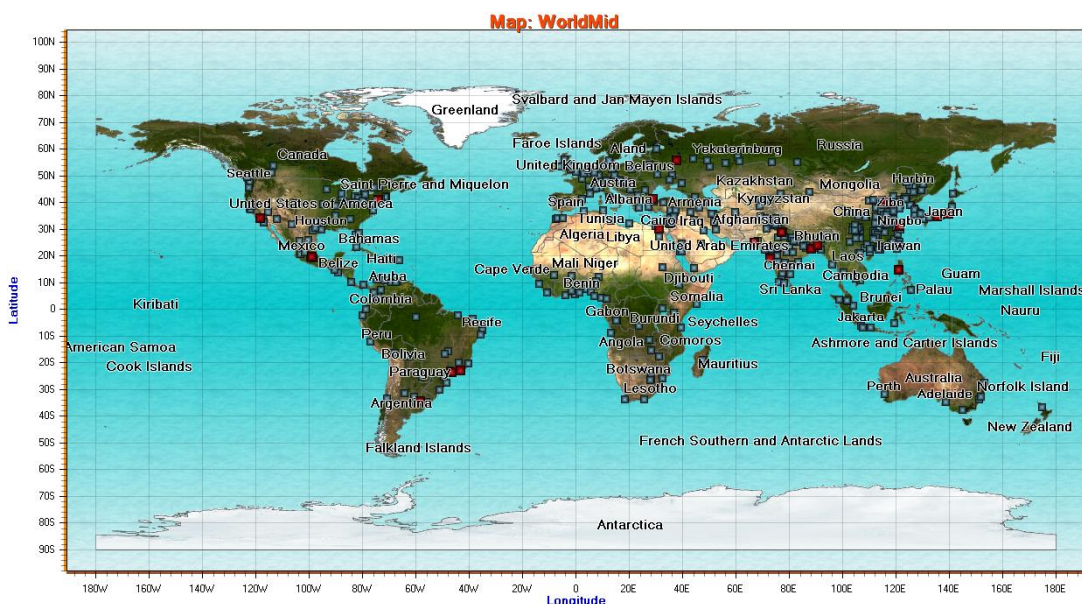 Map: WorldMid
100N
90N
80N
Svalbard and Jan Mayen Islands
Greenland
70N
60N
Faroe Islands
Aland
Yekaterinburg
Russia
Canada
United Kingdom
Belarus
50N
Seattle
Saint Pierre and Miquelon
Austria
Kazakhstan
Mongolia
Harbin
40N
United States of America
Spain
Albania
Armenia
Kyrgyzstan
Zibo
Houston
Tunisia
Cairo
Iraq
Afghanistan
China
Ningbo
Japan
30N
Bahamas
Algeria
Libya
Bhutan
Mexico
United Arab Emirates
Laos
Taiwan
20N
Belize
Haiti
Cape Verde
Mali
Niger
Chennai
Aruba
Djibouti
Cambodia
Guam
10N
Benin
Sri Lanka
Palau
Marshall Islands
Kiribati
Colombia
Somalia
Brunei
Nauru
0
Gabon
Burundi
Seychelles
Jakarta
Recife
10S
Peru
Angola
Comoros
Ashmore and Cartier Islands
American Samoa
Bolivia
Fiji
20S
Cook Islands
Paraguay
Botswana
Mauritius
Australia
30S
Lesotho
Perth
Adelaide
Norfolk Island
Argentina
40S
New Zealand
50S
Falkland Islands
French Southern and Antarctic Lands
60S
70S
80S
Antarctica
90S
180W 160W 140W 120W 100W 80W 60W 40W 20W 0 20E 40E 60E 80E 100E 120E 140E 160E 180E
Longitude
Latitude